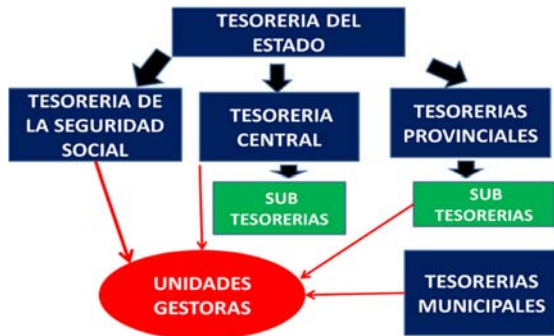 TESORERIA DEL
ESTADO
TESORERIA DE
LA SEGURIDAD
SOCIAL
TESORERIA
CENTRAL
TESORERIAS
PROVINCIALES
SUB
TESORERIAS
SUB
TESORERIAS
UNIDADES
GESTORAS
TESORERIAS
MUNICIPALES